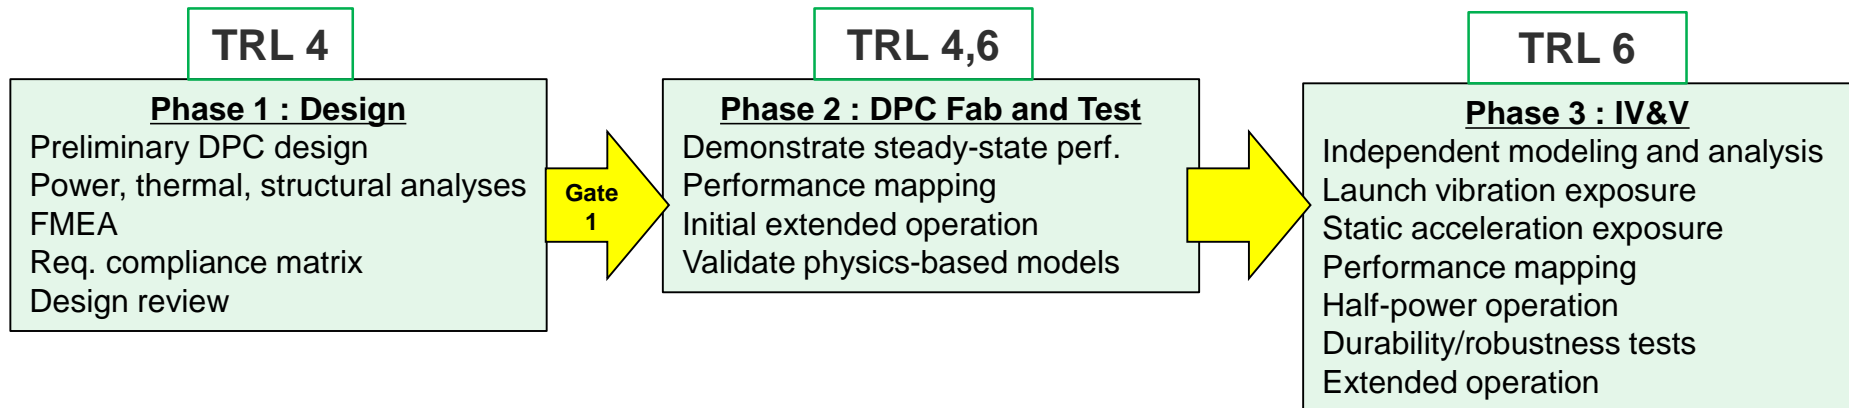 TRL 4
Phase 1 : Design
Preliminary DPC design
Power, thermal, structural analyses
FMEA
Req. compliance matrix
Design review
Gate
1
TRL 4,6
Phase 2 : DPC Fab and Test
Demonstrate steady-state perf.
Performance mapping
Initial extended operation
Validate physics-based models
TRL 6
Phase 3 : IV&V
Independent modeling and analysis
Launch vibration exposure
Static acceleration exposure
Performance mapping
Half-power operation
Durability/robustness tests
Extended operation